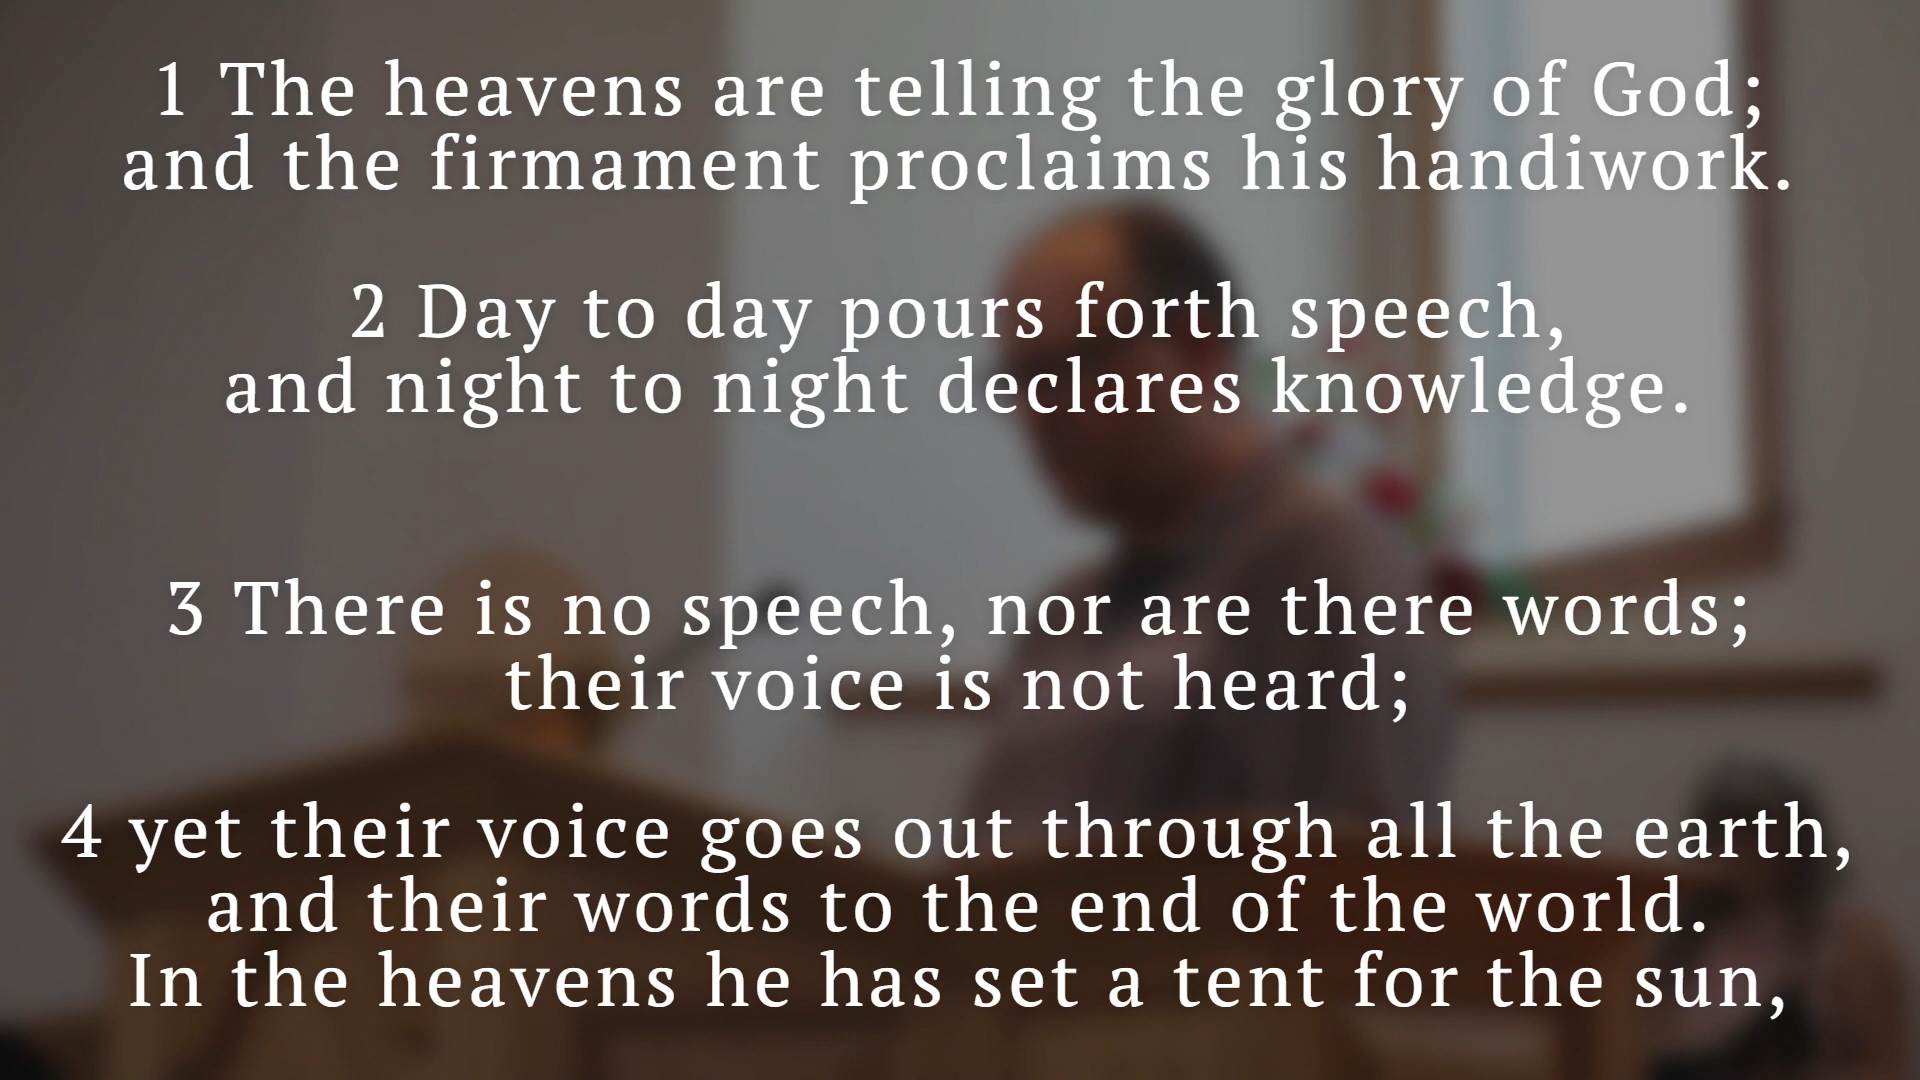 1 The heavens are telling the glory of God;
and the firmament proclaims his handiwork.
2 Day to day pours forth speech,
and night to night declares knowledge.
3 There is no speech, nor are there words;
their voice is not heard;
4 yet their voice goes out through all the earth,
and their words to the end of the world.
In the heavens he has set a tent for the sun,